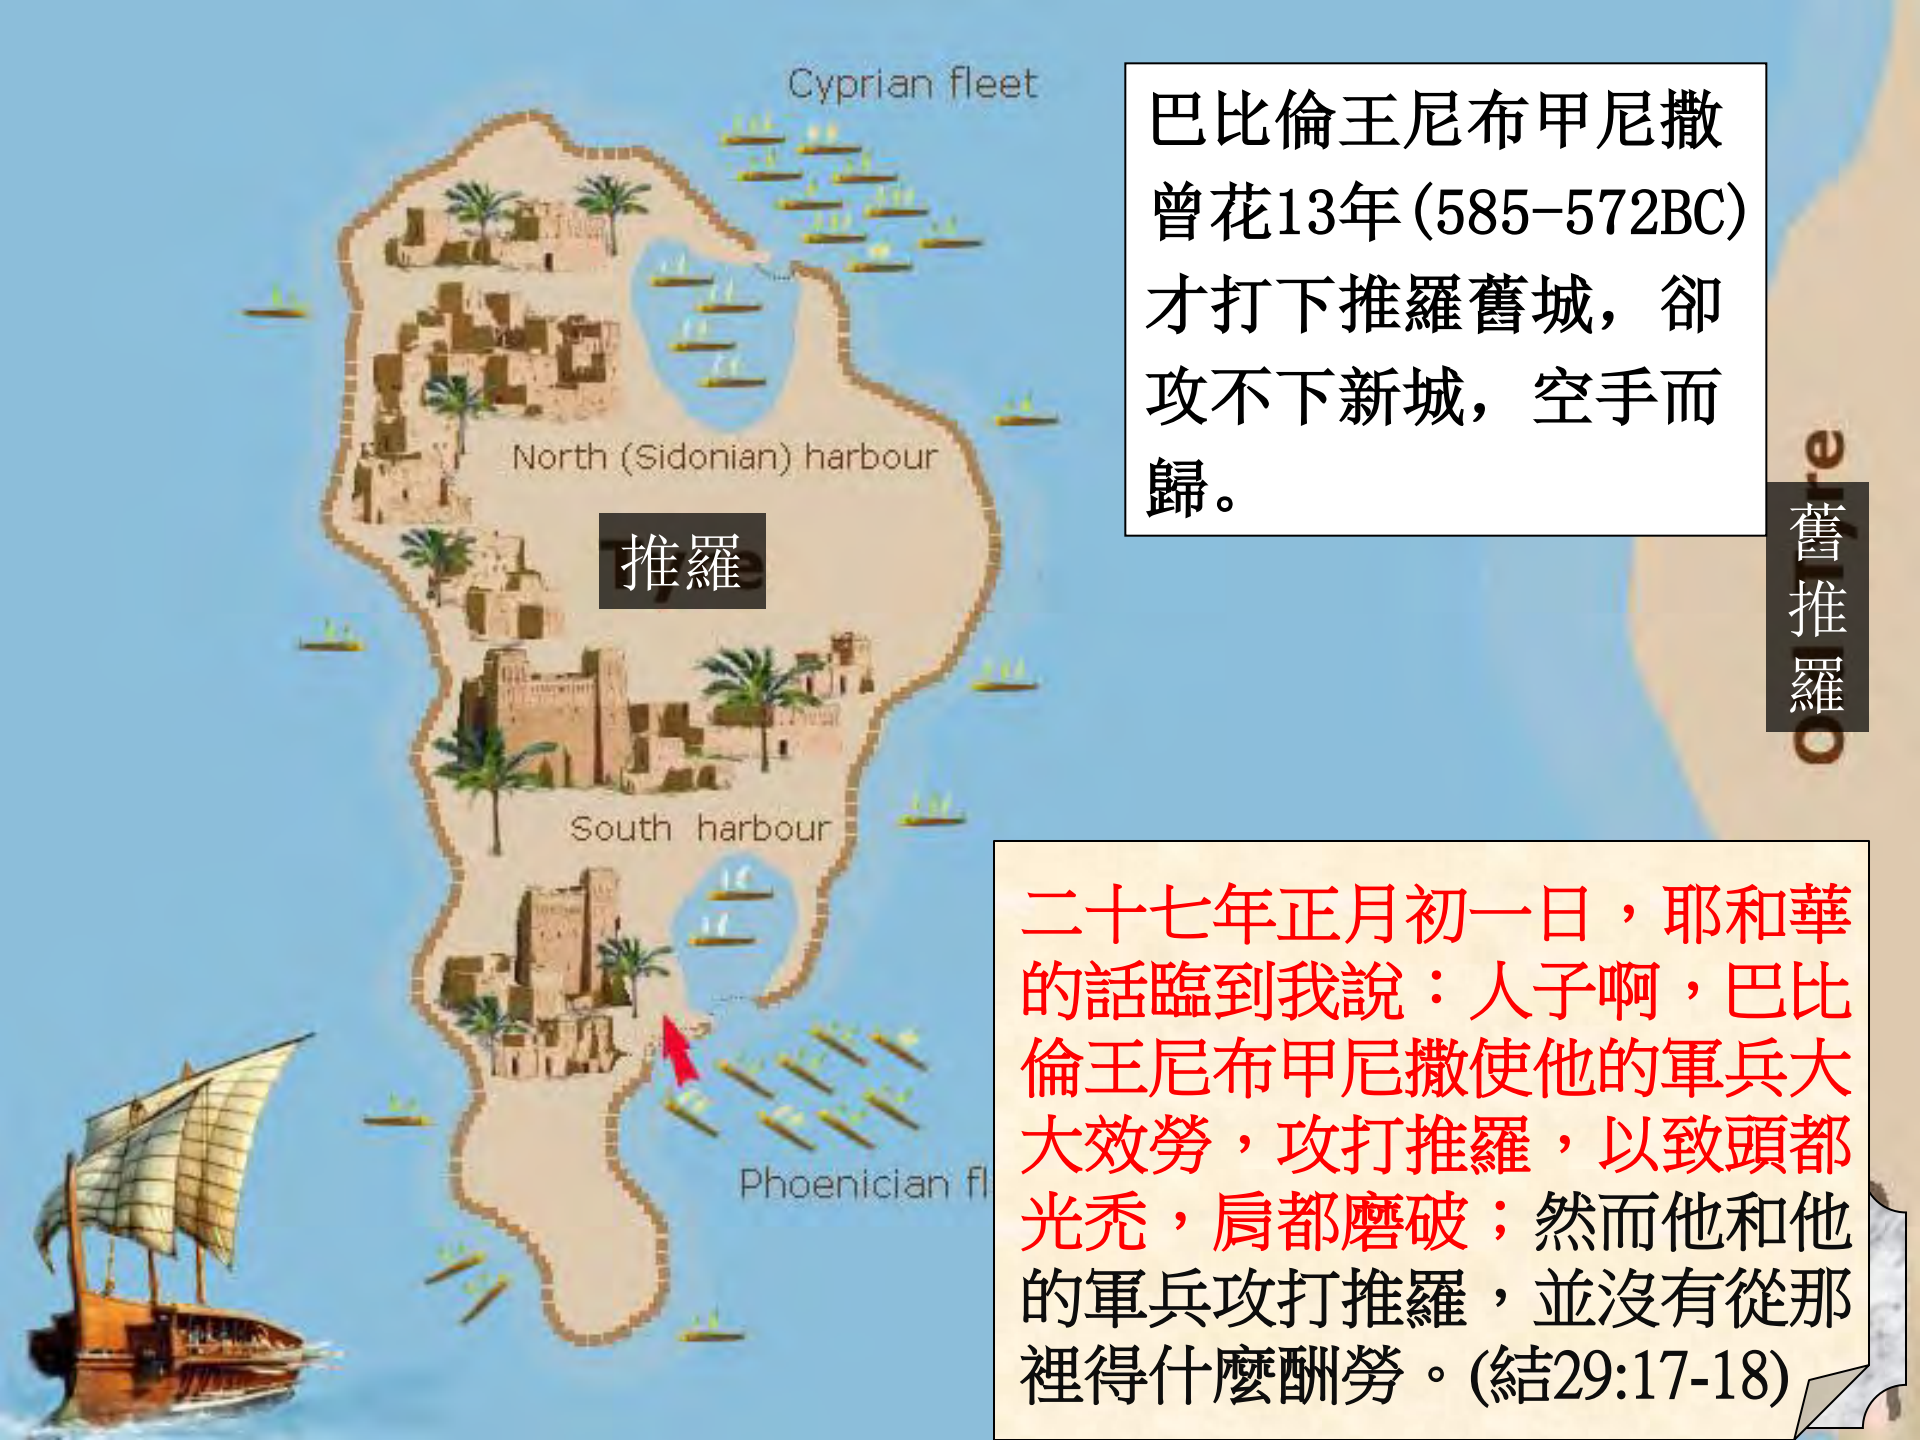 Cyprian fleet
巴比倫王尼布甲尼撒
曾花13年(585-572BC)
才打下推羅舊城，卻
攻不下新城，空手而
歸。
North (Sidonian) harbour
推羅
舊推羅
South harbour
Phoenician
二十七年正月初一日，耶和華
的話臨到我說：人子啊，巴比
倫王尼布甲尼撒使他的軍兵大
大效勞，攻打推羅，以致頭都
光禿，肩都磨破；然而他和他
的軍兵攻打推羅，並沒有從那
裡得什麼酬勞。(結29:17-18)